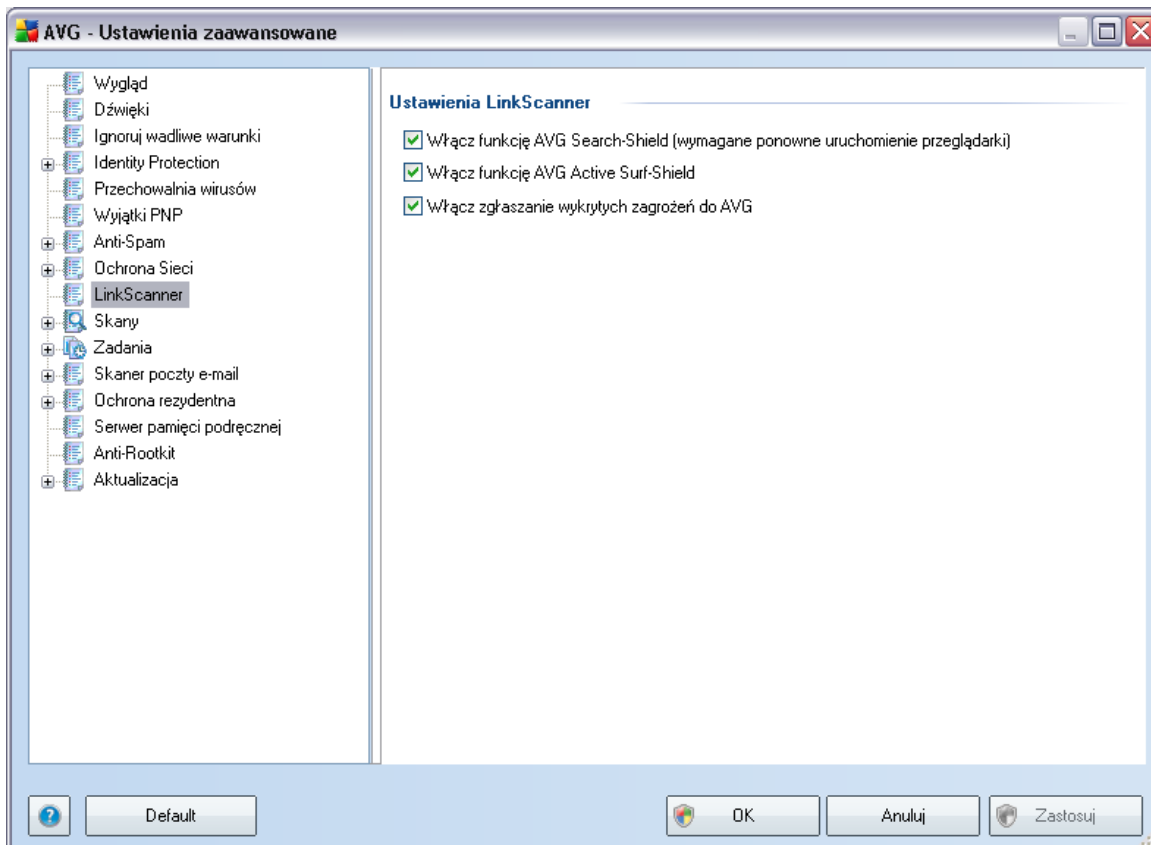 AVG - Ustawienia zaawansowane
Wygląd
Dźwięki
Ignoruj wadliwe warunki
Identity Protection
Przechowalnia wirusów
Wyjątki PNP
Anti-Spam
Ochrona Sieci
LinkScanner
Skany
Zadania
Skaner poczty e-mail
Ochrona rezydentna
Serwer pamięci podręcznej
Anti-Rootkit
Aktualizacja
Ustawienia LinkScanner
Włącz funkcję AVG Search-Shield (wymagane ponowne uruchomienie przeglądarki)
Włącz funkcję AVG Active Surf-Shield
Włącz zgłaszanie wykrytych zagrożeń do AVG
Default
OK
Anuluj
Zastosuj